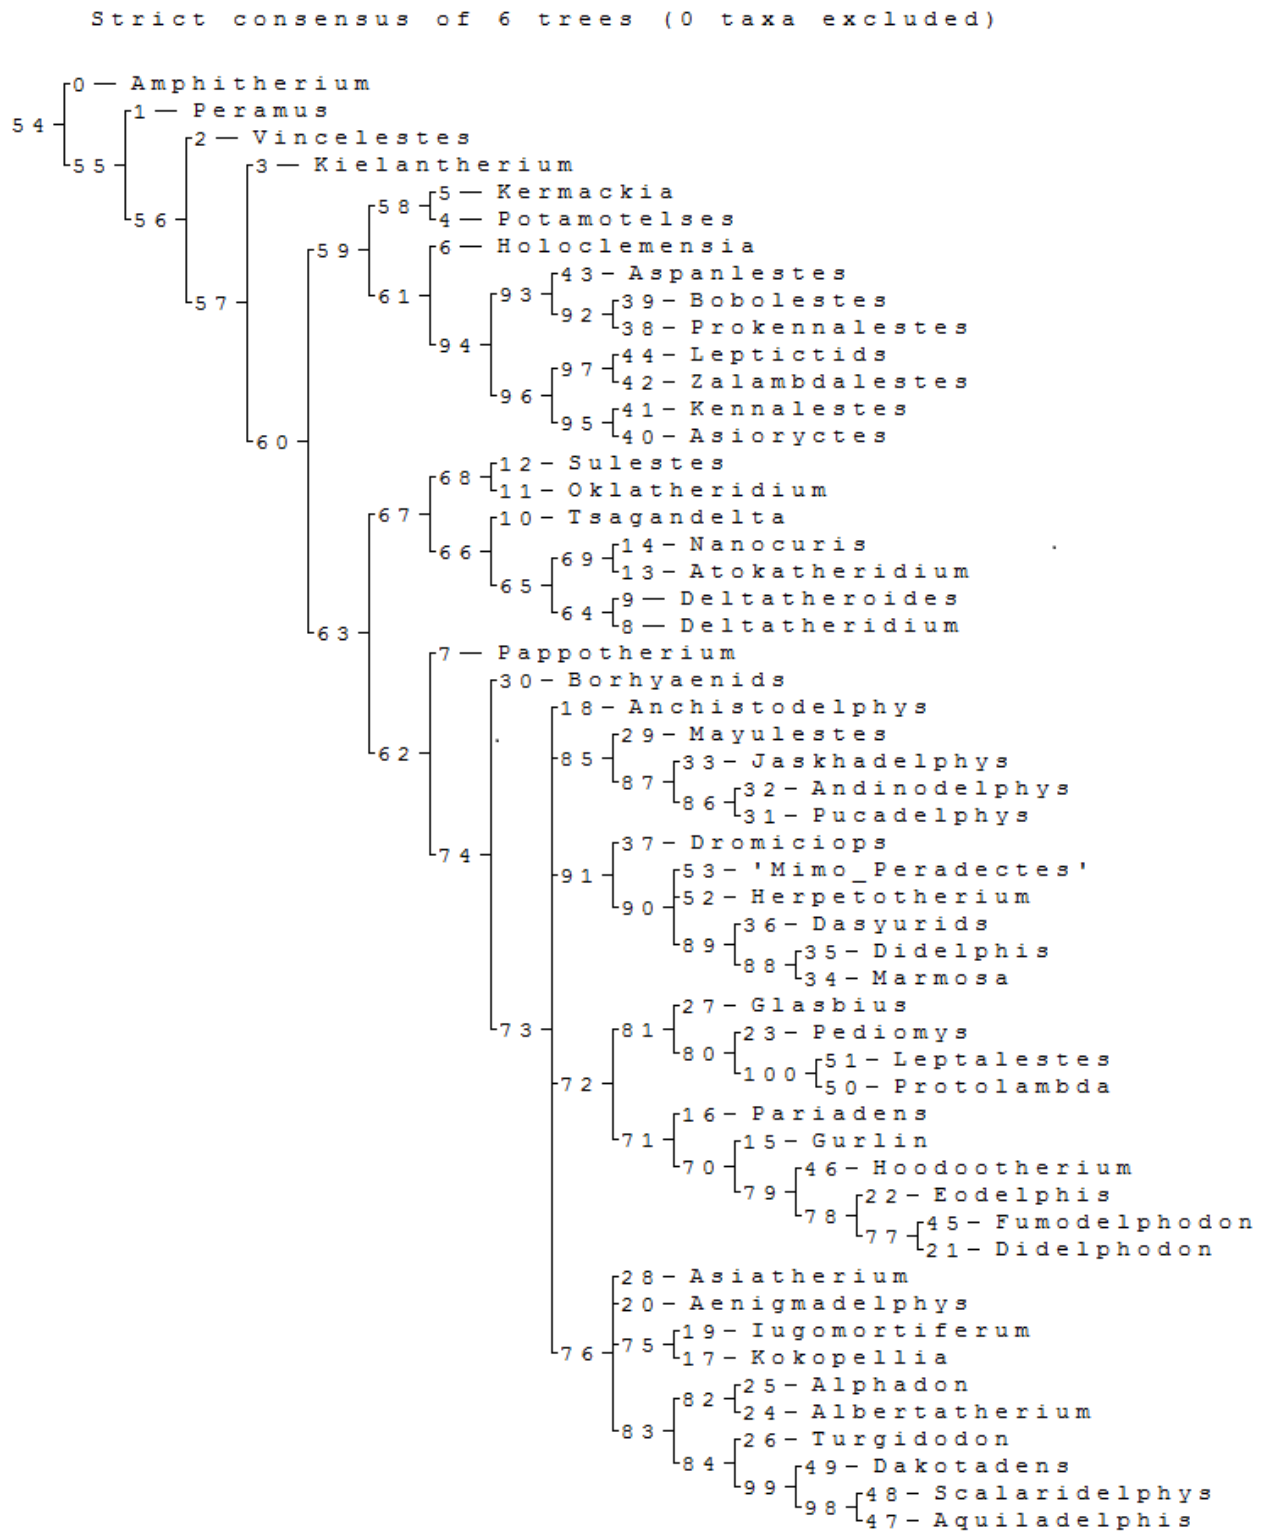 Strict consensus of 6 trees (0 taxa excluded)
0 Amphitherium
1 Peramus
54
2 Vincelestes
55 3 Kielantherium
5 Kermackia
58
56 4 Potamotelses
59 6 Holoclemensia
43 Aspanlestes
61 93 39 Bobolestes
57 92
38 Prokennalestes
94 44 Leptictids
97
42 Zalambdalestes
96 41 Kennalestes
95
60 40 Asioryctes
12 Sulestes
68
11 Oklatheridium
67 10 Tsagandelta
66 14 Nanocuris
69
65 13 Atokatheridium
9 Deltatheroides
64
63 8 Deltatheridium
7 Pappotherium
30 Borhyaenids
18 Anchistodelphys
29 Mayulestes
62 85 33 Jaskhadelphys
87 32 Andinodelphys
86
31 Pucadelphys
74 37 Dromiciops
91 53 'Mimo_Peradectes'
90 52 Herpetotherium
36 Dasyurids
89 35 Didelphis
88
34 Marmosa
27 Glasbius
73 81 23 Pediomys
80 51 Leptalestes
100
72 50 Protolambda
16 Pariadens
71 15 Gurlin
70 46 Hoodootherium
79 22 Eodelphis
78 45 Fumodelphodon
77
21 Didelphodon
28 Asiatherium
20 Aenigmadelphys
19 Iugomortiferum
75
76 17 Kokopellia
25 Alphadon
82
24 Albertatherium
83 26 Turgidodon
84 49 Dakotadens
99 48 Scalaridelphys
98
47 Aquiladelphis